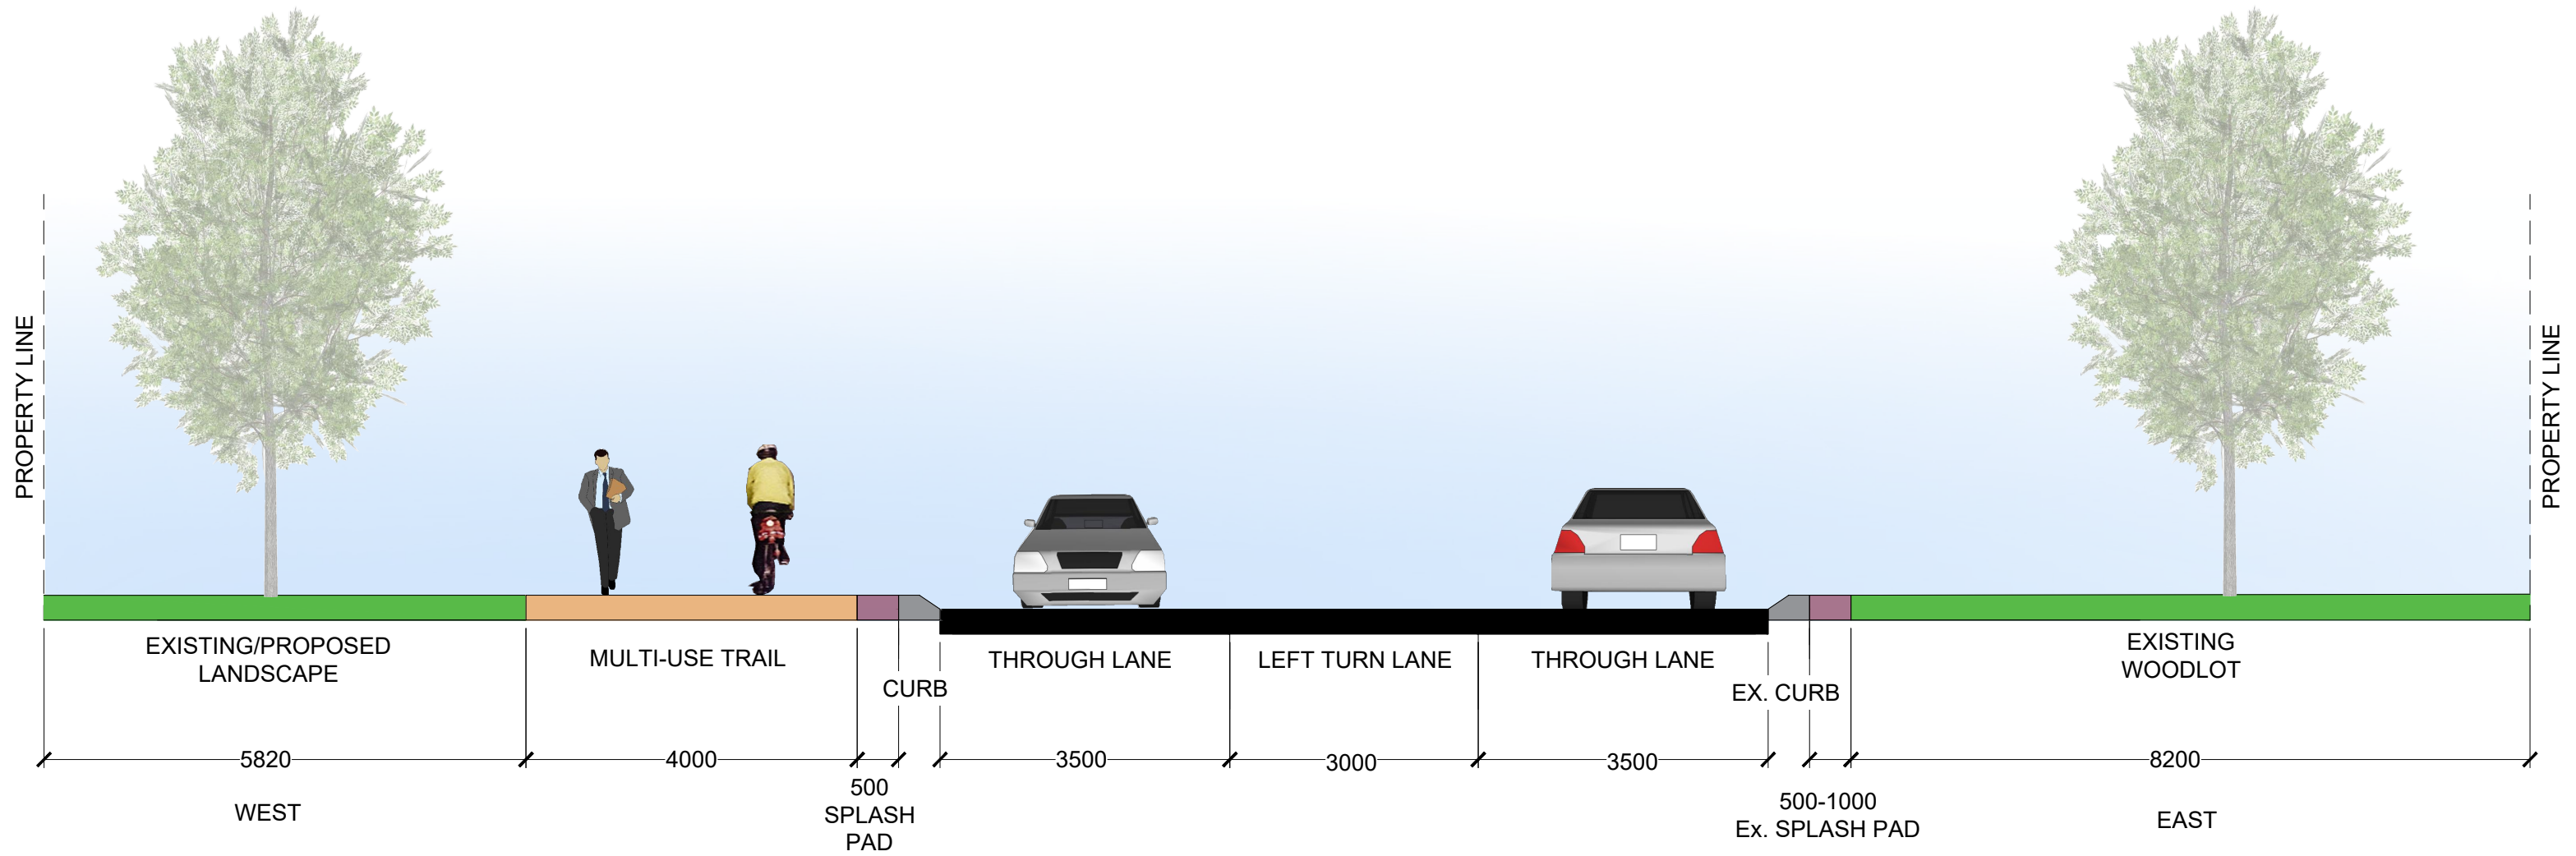 PROPERTY LINE
PROPERTY LINE
EXISTING/PROPOSED
LANDSCAPE
MULTI-USE TRAIL
CURB
THROUGH LANE
LEFT TURN LANE
THROUGH LANE
EX. CURB
EXISTING
WOODLOT
5820
4000
3500
3000
3500
8200
500
SPLASH
PAD
500-1000
Ex. SPLASH PAD
WEST
EAST